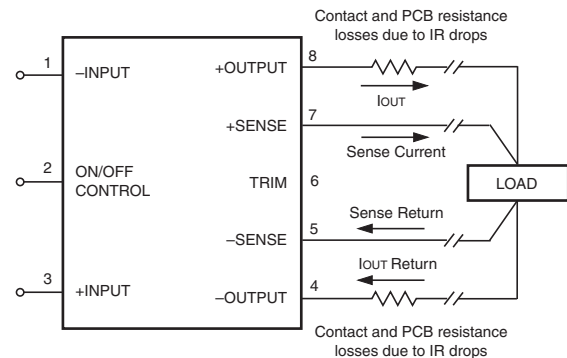 Contact and PCB resistance
losses due to IR drops
1
–INPUT
+OUTPUT
8
IOUT
7
+SENSE
Sense Current
2
ON/OFF
CONTROL
TRIM
6
LOAD
Sense Return
5
–SENSE
IOUT Return
3
+INPUT
–OUTPUT
4
Contact and PCB resistance
losses due to IR drops